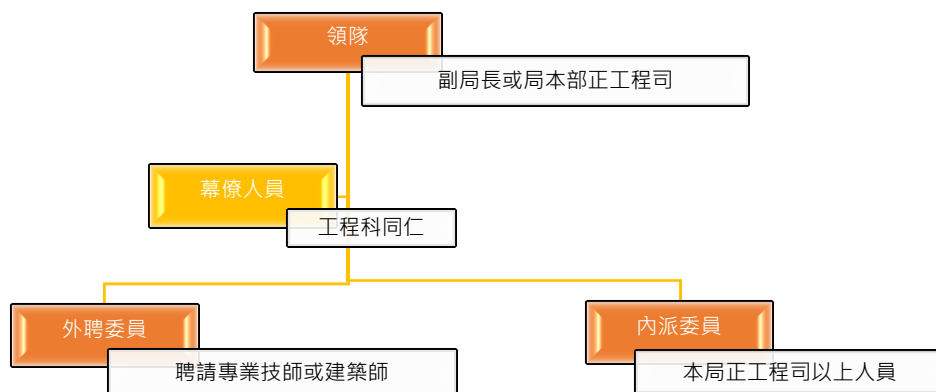 領隊
副局長或局本部正工程司
幕僚人員
工程科同仁
外聘委員
聘請專業技師或建築師
內派委員
本局正工程司以上人員